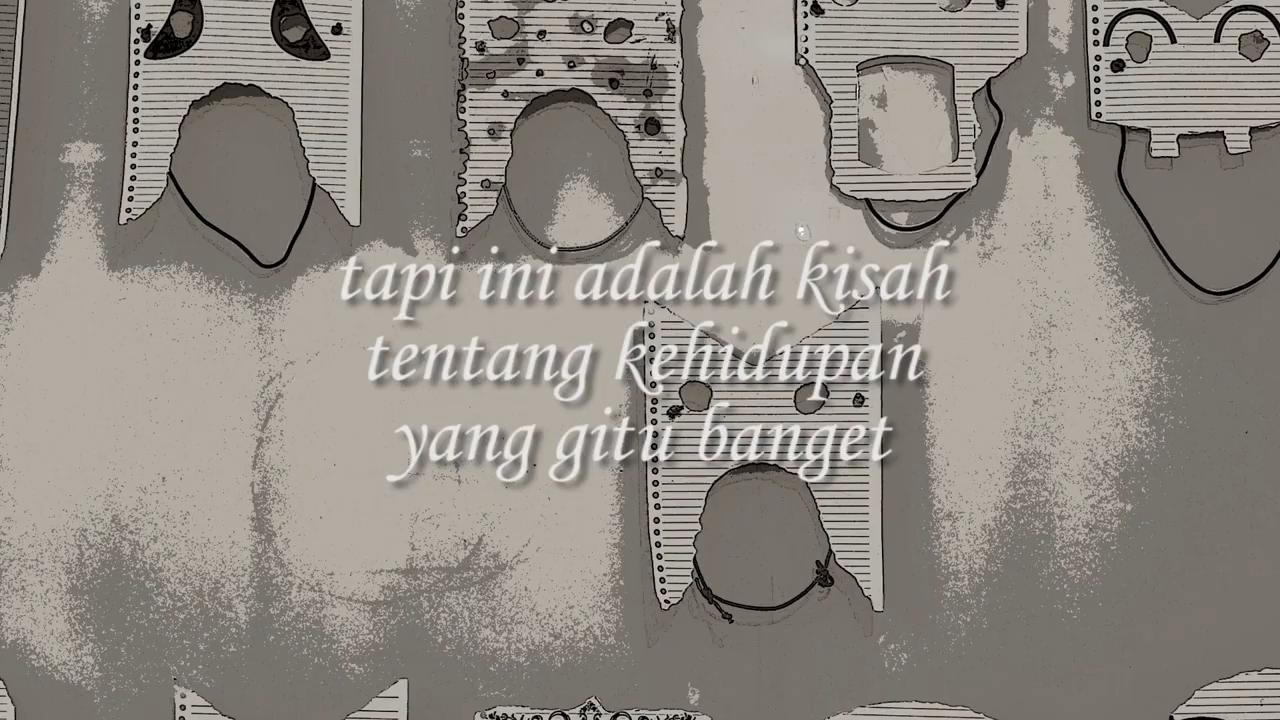 tapi ini adalah kisah
tentang kehidupan
yang gitu banget